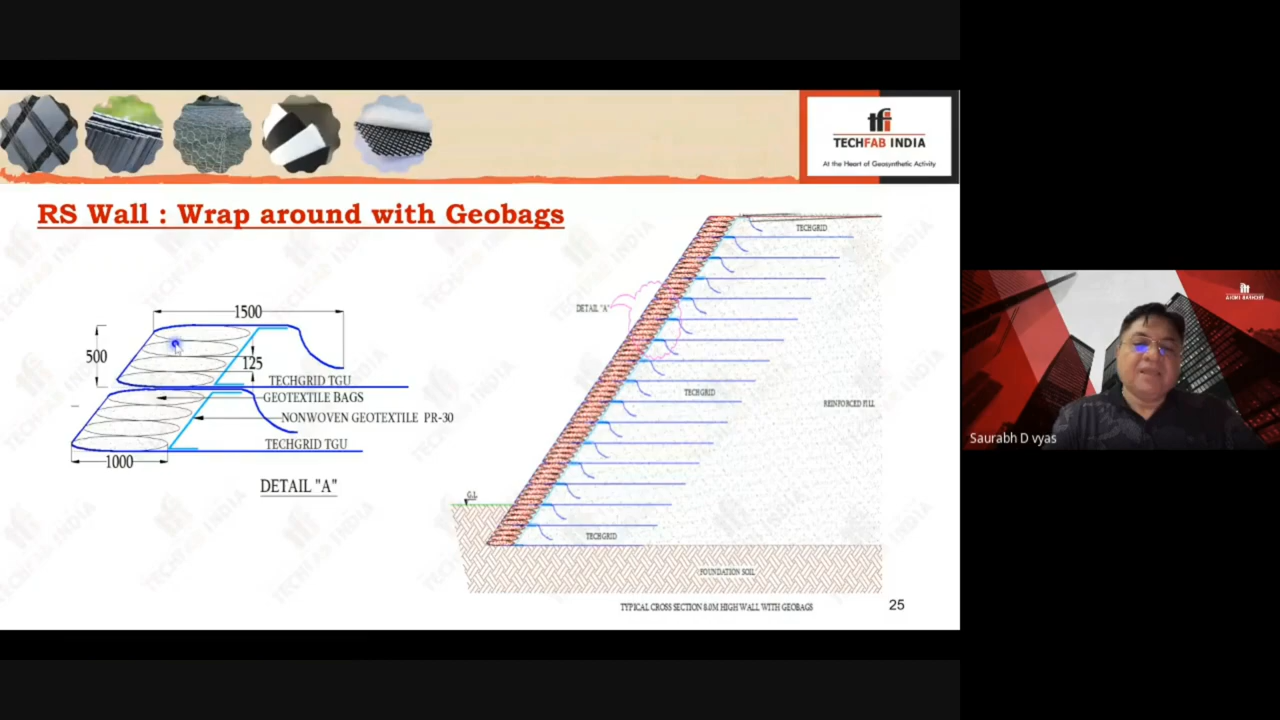 tfi
TECHFAB INDIA
At the Heart of Geosynthetic Activity
RS Wall : Wrap around with Geobags
1500
500
125
TECHGRID TGU
GEOTEXTILE BAGS
NONWOVEN GEOTEXTILE PR-30
TECHGRID TGU
1000
DETAIL "A"
TECHGRID
DETAIL "A"
TECHGRID
REINFORCED FILL
G.L
TECHGRID
FOUNDATION SOIL
TYPICAL CROSS SECTION 8.0M HIGH WALL WITH GEOBAGS
25
Saurabh D vyas